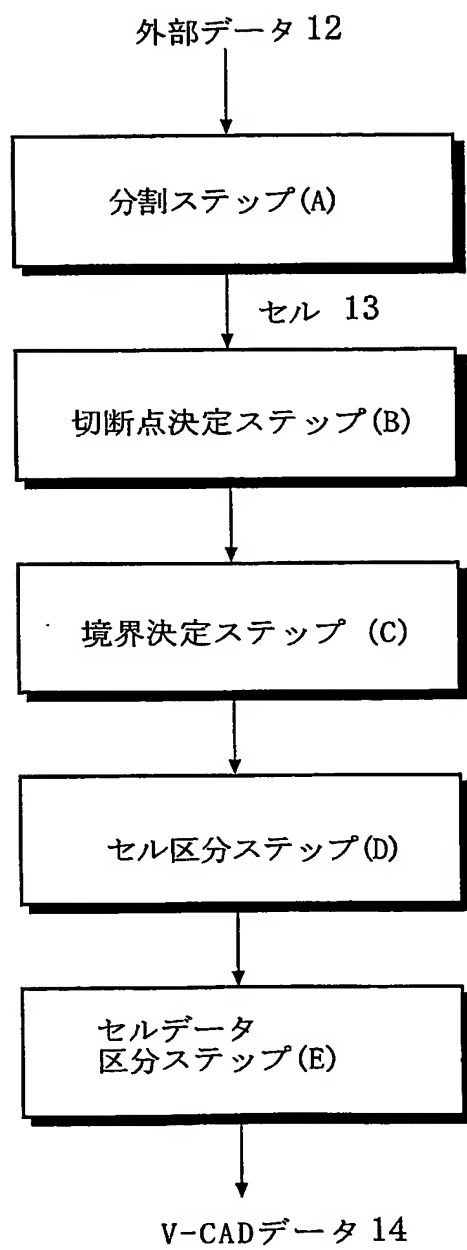 外部データ 12
分割ステップ(A)
セル 13
切断点決定ステップ(B)
境界決定ステップ (C)
セル区分ステップ(D)
セルデータ
区分ステップ(E)
V-CADデータ 14